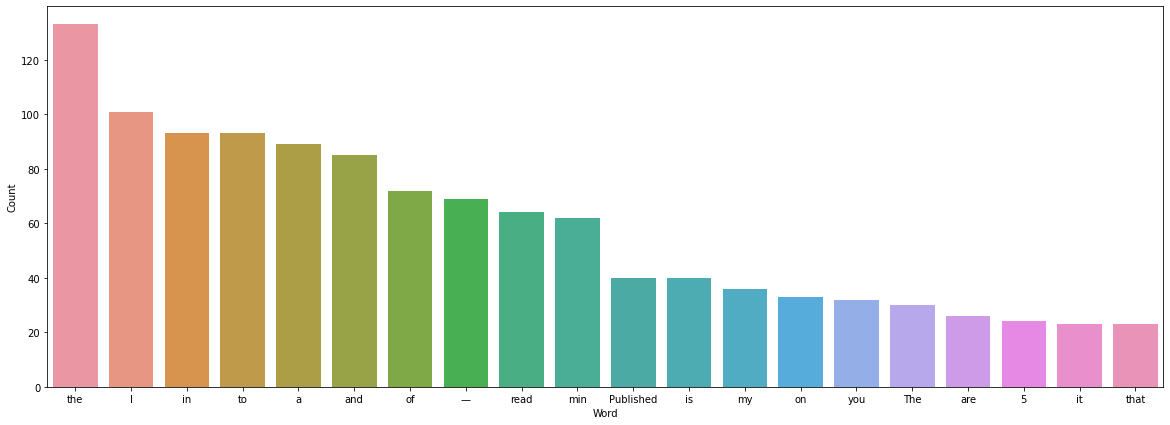 120
100
80
60
40
20
0
Count
the I in to a and of — read min Published is my on you The are 5 it that
Word